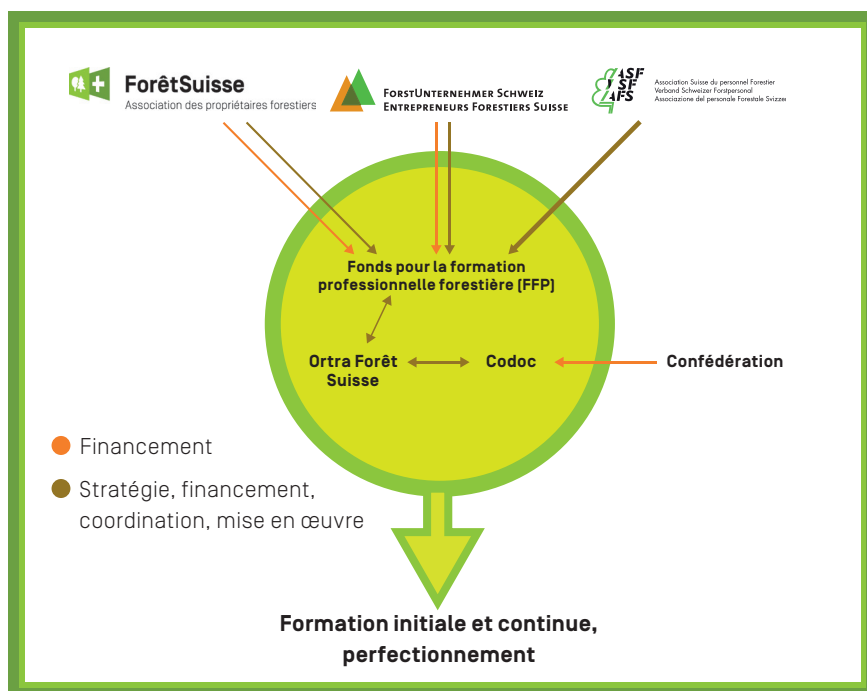 ForêtSuisse
Association des propriétaires forestiers
ForstUnternehmer Schweiz
Entrepreneurs Forestiers Suisse
ASF
VSF
AFS
Association Suisse du personnel Forestier
Verband Schweizer Forstpersonal
Associazione del personale Forestale Svizzera
Fonds pour la formation
professionnelle forestière (FFP)
Ortra Forêt
Suisse
Codoc
Confédération
Financement
Stratégie, financement,
coordination, mise en œuvre
Formation initiale et continue,
perfectionnement